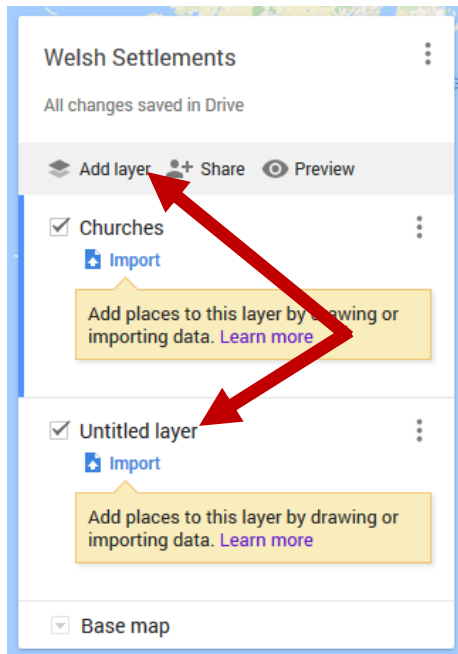 Welsh Settlements
All changes saved in Drive
Add layer Share Preview
Churches
Import
Add places to this layer by drawing or
importing data. Learn more
Untitled layer
Import
Add places to this layer by drawing or
importing data. Learn more
Base map